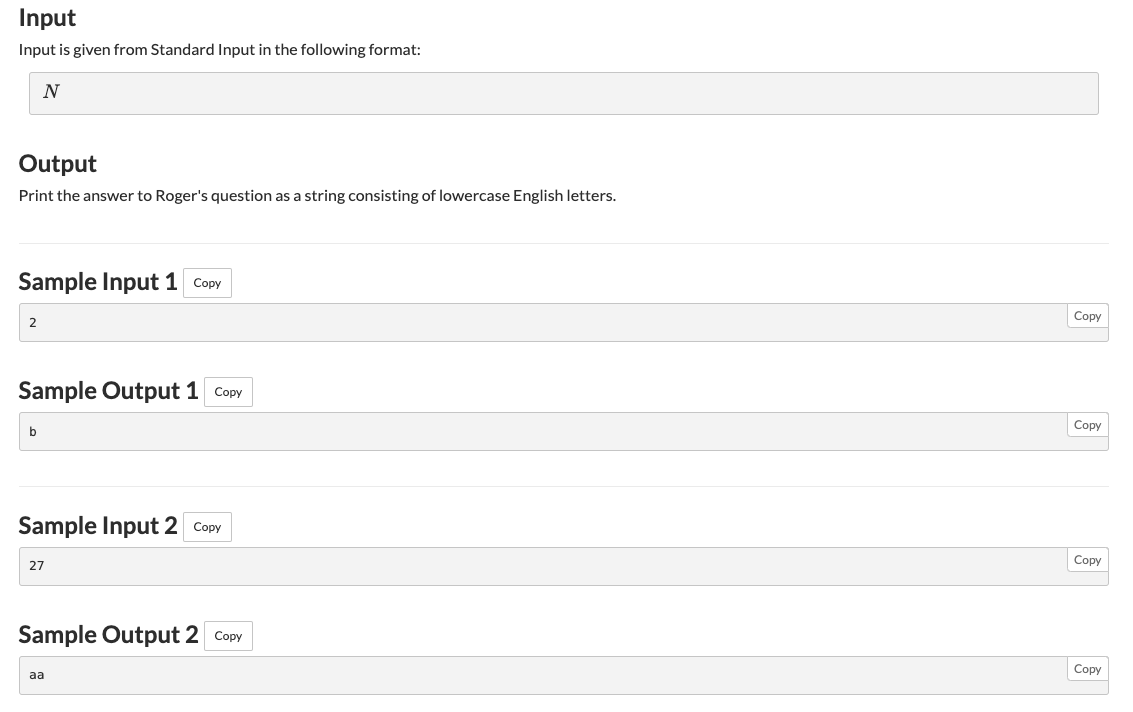 Input
Input is given from Standard Input in the following format:
N
Output
Print the answer to Roger's question as a string consisting of lowercase English letters.
Sample Input 1 Copy
Copy
2
Sample Output 1 Copy
Copy
b
Sample Input 2 Copy
Copy
27
Sample Output 2 Copy
Copy
aa